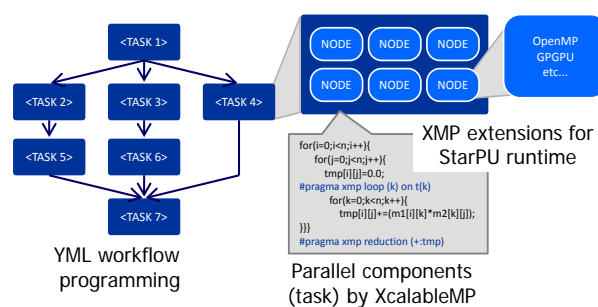 <TASK 1>
<TASK 2>
<TASK 3>
<TASK 4>
<TASK 5>
<TASK 6>
<TASK 7>
YML workflow
programming
NODE NODE NODE
NODE NODE NODE
OpenMP
GPGPU
etc...
XMP extensions for
StarPU runtime
for(i=0;i<n;i++){
for(j=0;j<n;j++){
tmp[i][j]=0.0;
#pragma xmp loop (k) on t(k)
for(k=0;k<n;k++){
tmp[i][j]+=(m1[i][k]*m2[k][j]);
}}}
#pragma xmp reduction (+:tmp)
Parallel components
(task) by XcalableMP